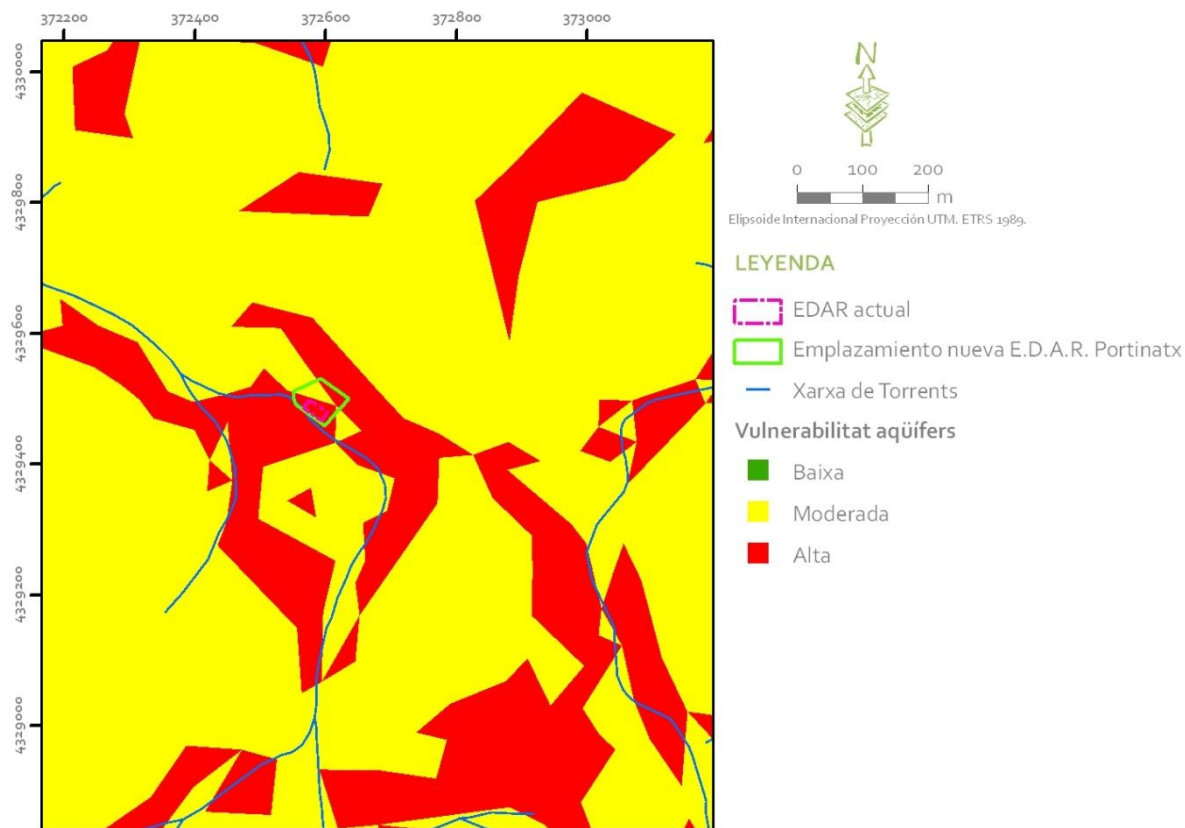 372200 372400 372600 372800 373000
4330000
4329800
4329600
4329400
4329200
4329000
N
0 100 200
m
Elipsoide Internacional Proyección UTM. ETRS 1989.
LEYENDA
EDAR actual
Emplazamiento nueva E.D.A.R. Portinatx
Xarxa de Torrents
Vulnerabilitat aqüífers
Baixa
Moderada
Alta